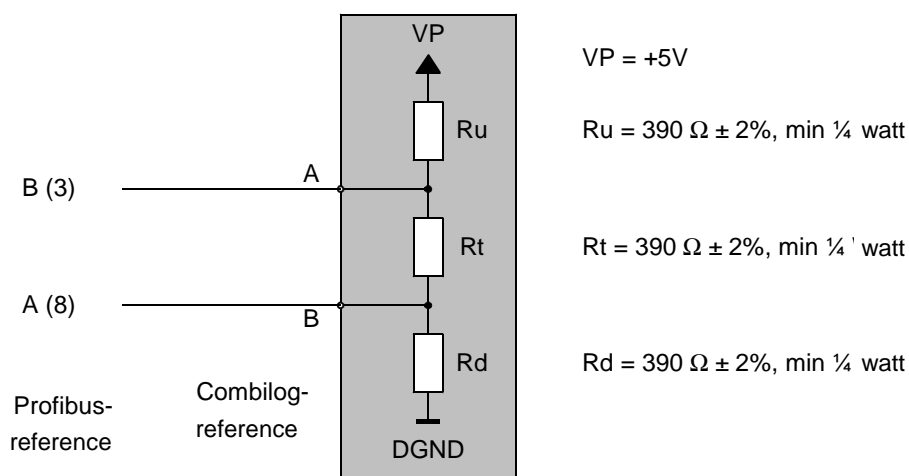 VP
VP = +5V
Ru
Ru = 390 Ω ± 2%, min ¼ watt
A
B (3)
Rt
Rt = 390 Ω ± 2%, min ¼ ' watt
A (8)
B
Rd
Rd = 390 Ω ± 2%, min ¼ watt
Profibus-
reference
Combilog-
reference
DGND